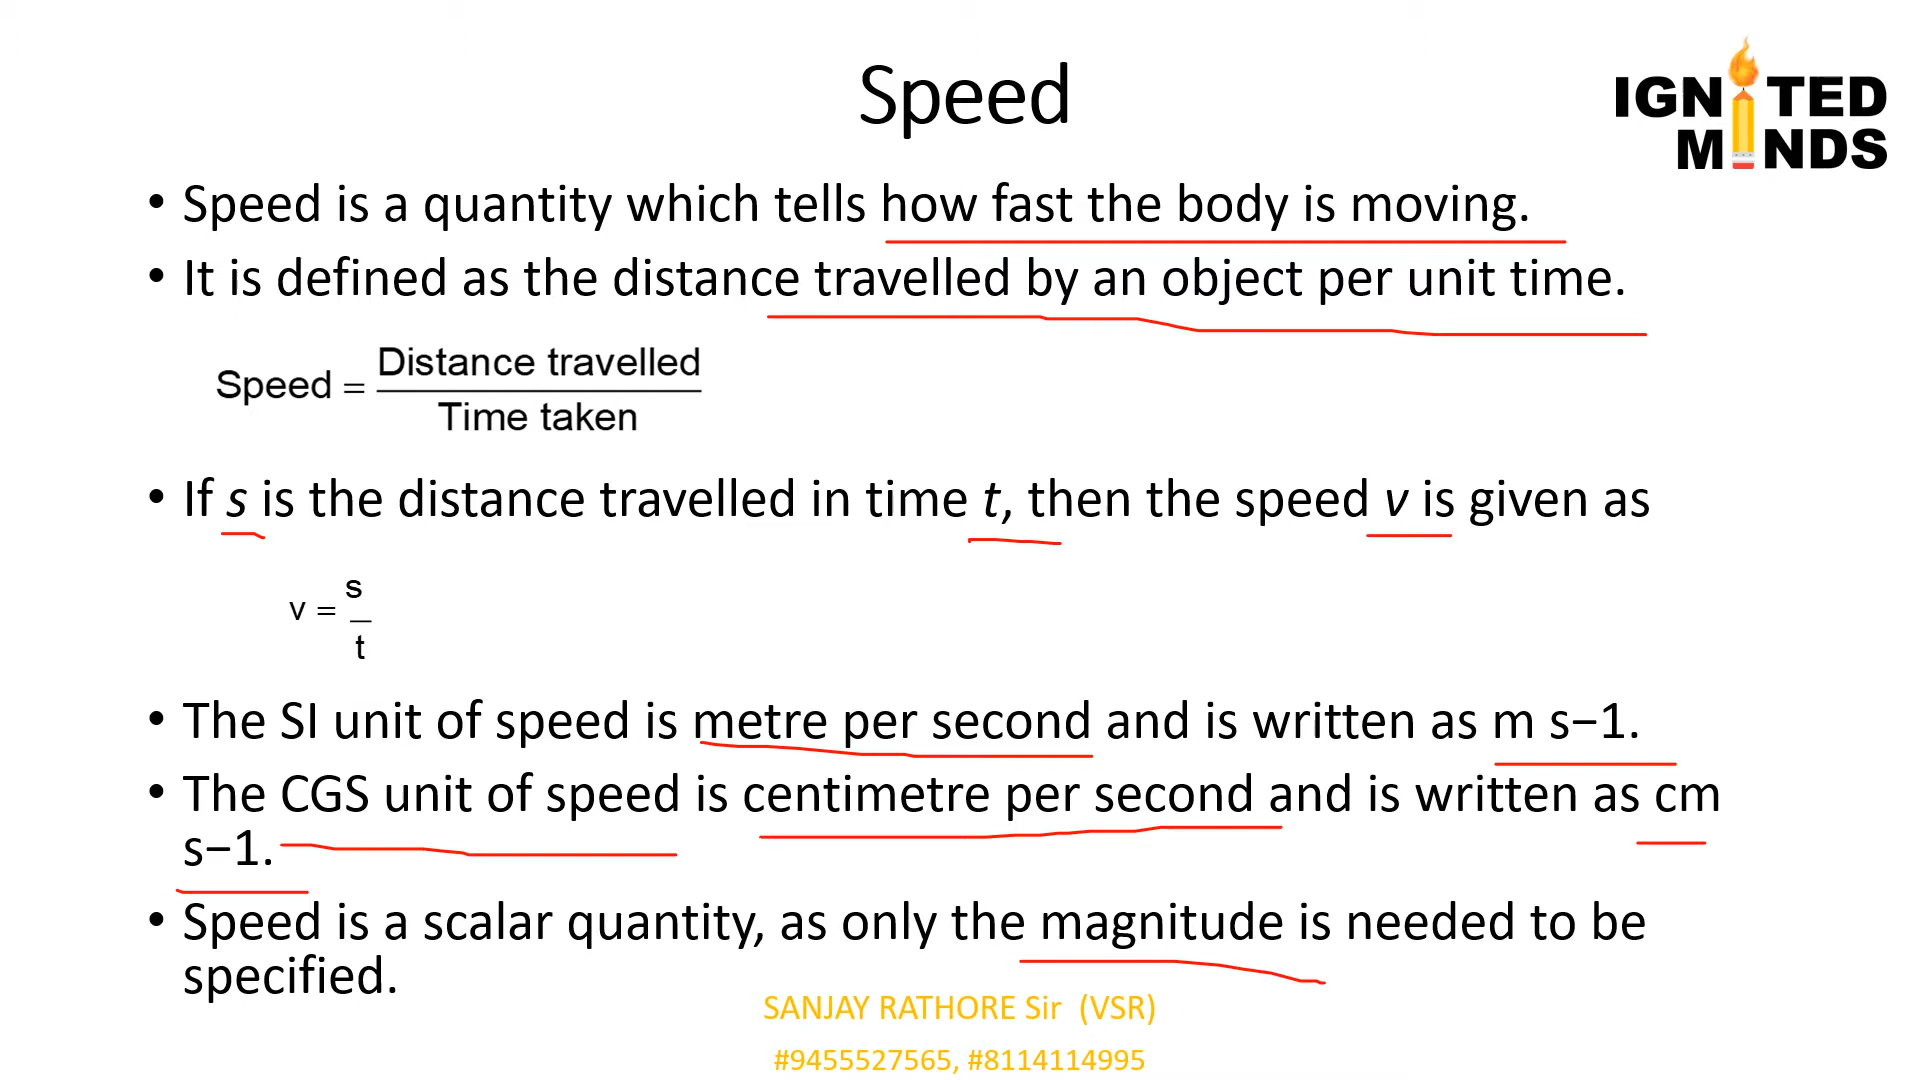 Speed
IGNITED
MINDS
• Speed is a quantity which tells how fast the body is moving.
• It is defined as the distance travelled by an object per unit time.
Speed = Distance travelled
Time taken
• If s is the distance travelled in time t, then the speed v is given as
v = s
t
• The SI unit of speed is metre per second and is written as m s−1.
• The CGS unit of speed is centimetre per second and is written as cm
s−1.
• Speed is a scalar quantity, as only the magnitude is needed to be
specified.
SANJAY RATHORE Sir (VSR)
#9455527565, #8114114995